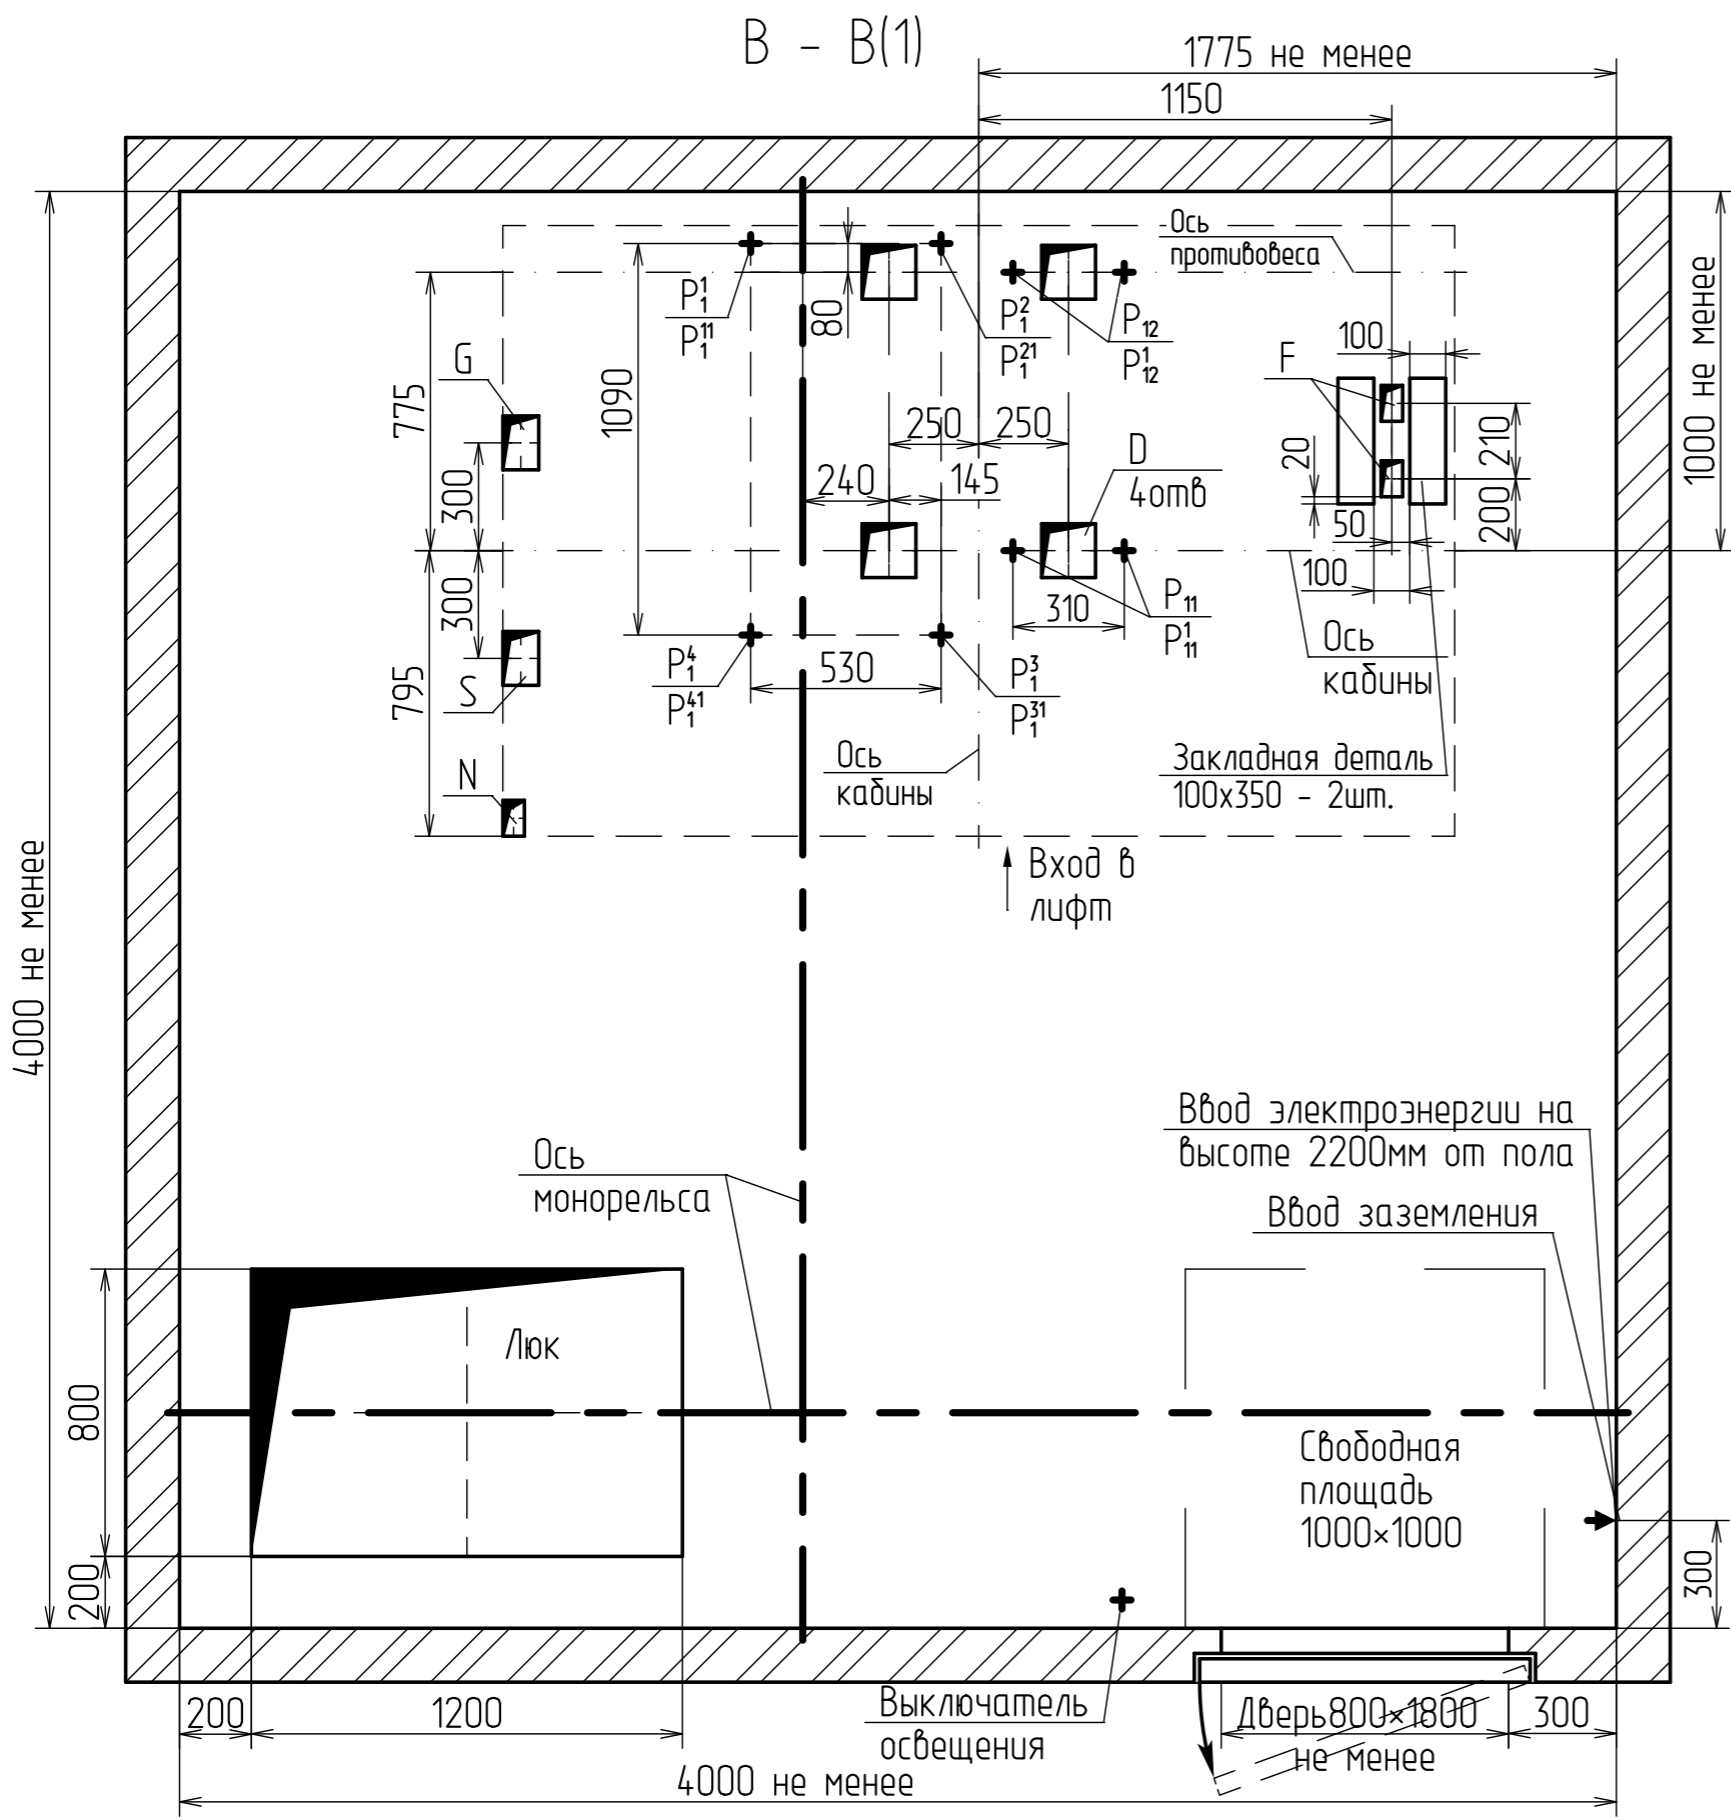 В - В(1)
1775 не менее
1150
Ось
противовеса
P₁¹
P₁¹¹
80
P₁²
P₁²¹
P₁₂
P¹₁₂
F
100
1000 не менее
G
775
1090
250
250
D
4отв
20
210
300
240
145
50
200
100
300
310
P₁₁
P¹₁₁
Ось
кабины
795
S
P₁⁴
P₁⁴¹
530
P₁³
P₁³¹
N
Ось
кабины
Закладная деталь
100х350 - 2шт.
Вход в
лифт
4000 не менее
Ввод электроэнергии на
высоте 2200мм от пола
Ось
монорельса
Ввод заземления
Люк
800
Свободная
площадь
1000×1000
200
300
200
1200
Выключатель
освещения
Дверь800×1800
не менее
300
4000 не менее